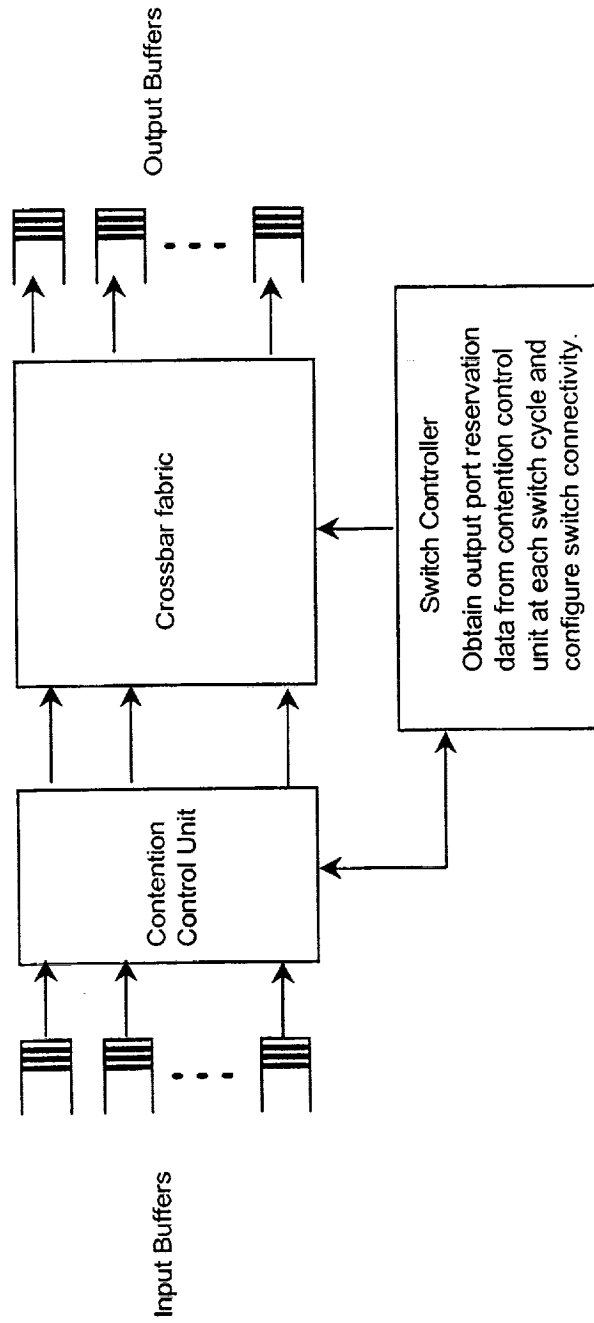 Input Buffers
Contention
Control Unit
Crossbar fabric
Output Buffers
Switch Controller
Obtain output port reservation
data from contention control
unit at each switch cycle and
configure switch connectivity.